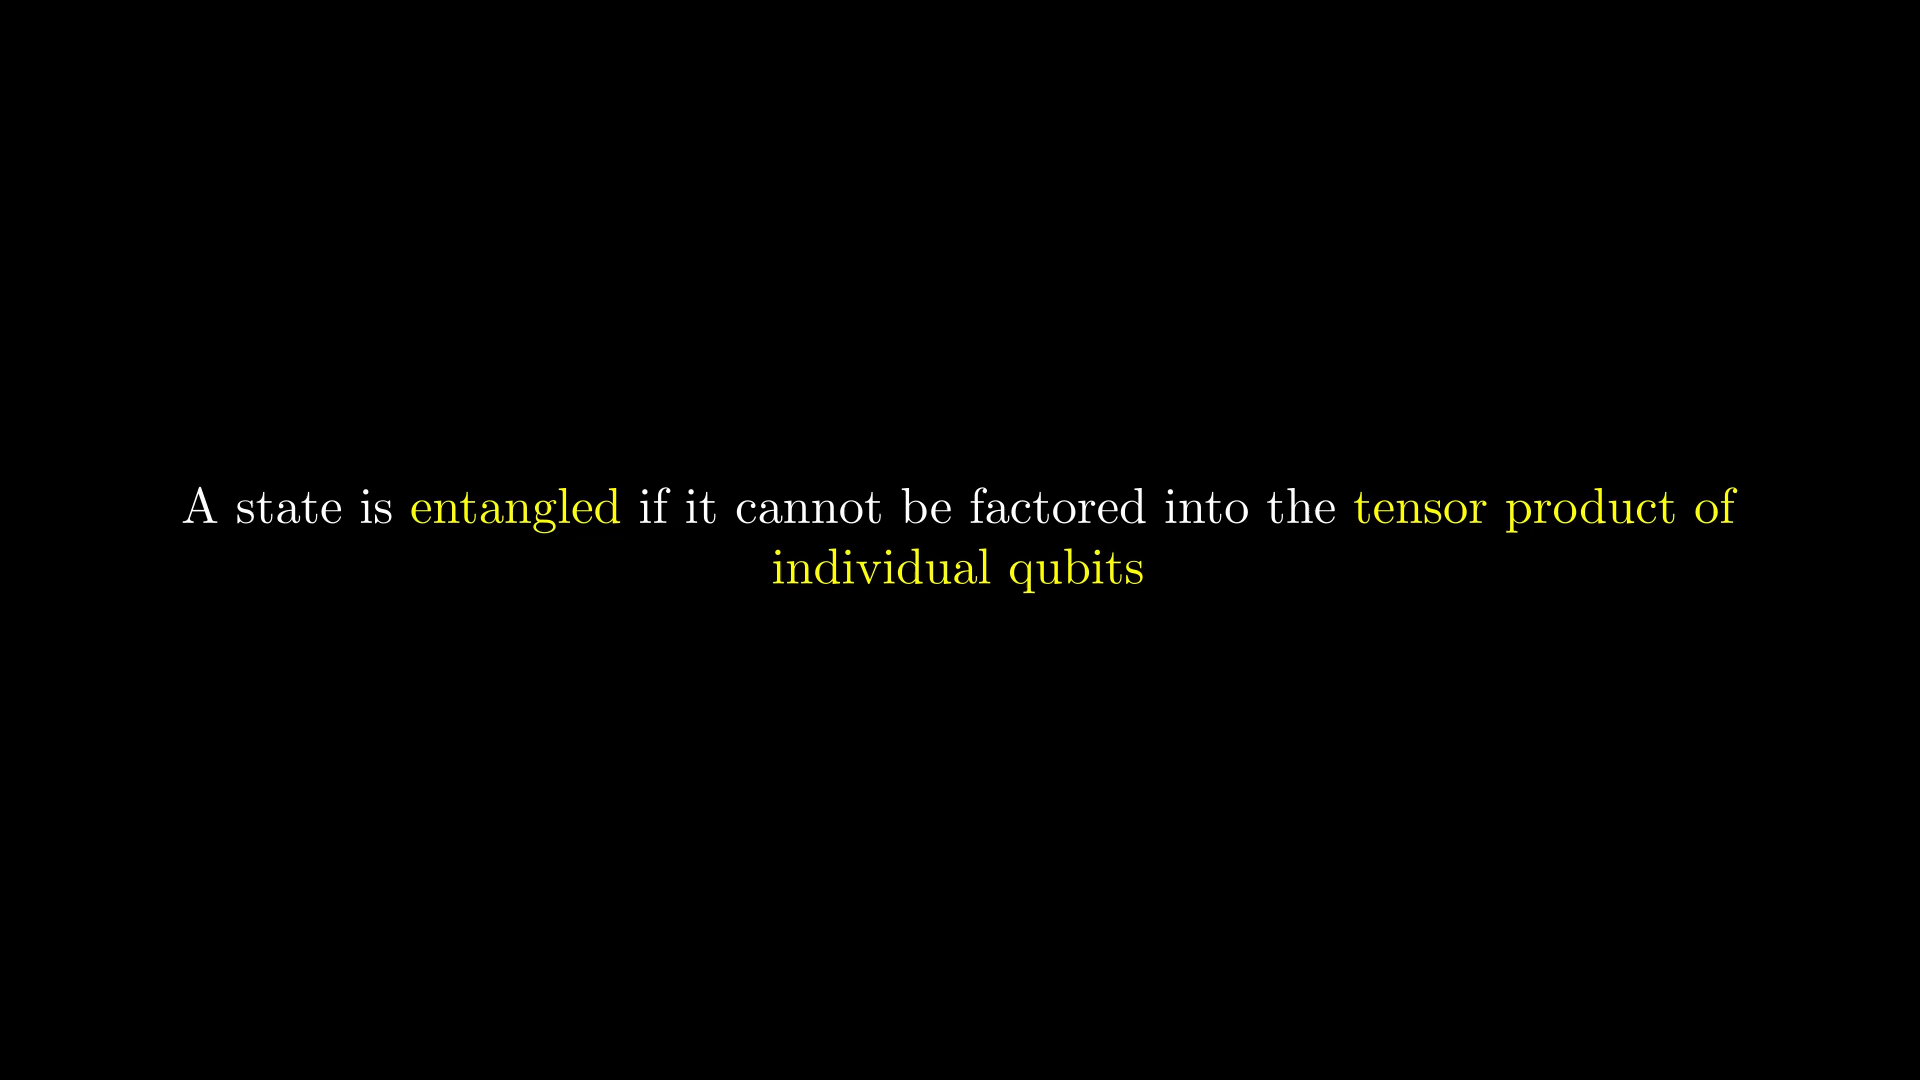 A state is entangled if it cannot be factored into the tensor product of
individual qubits